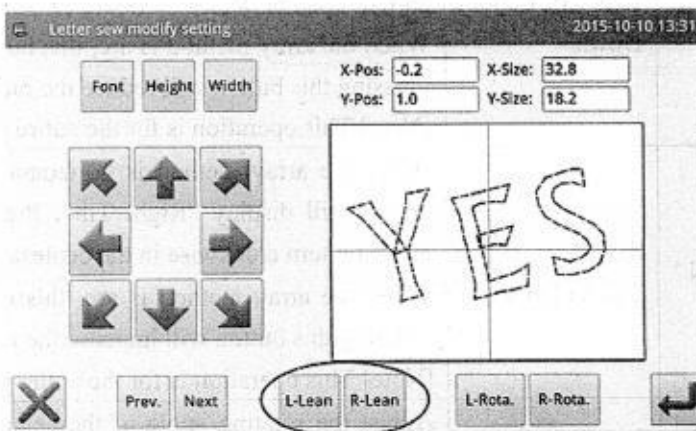 Letter sew modify setting 2015-10-10 13:31
Font Height Width
X-Pos: -0.2 X-Size: 32.8
Y-Pos: 1.0 Y-Size: 18.2
YES
Prev. Next L-Lean R-Lean L-Rota. R-Rota.